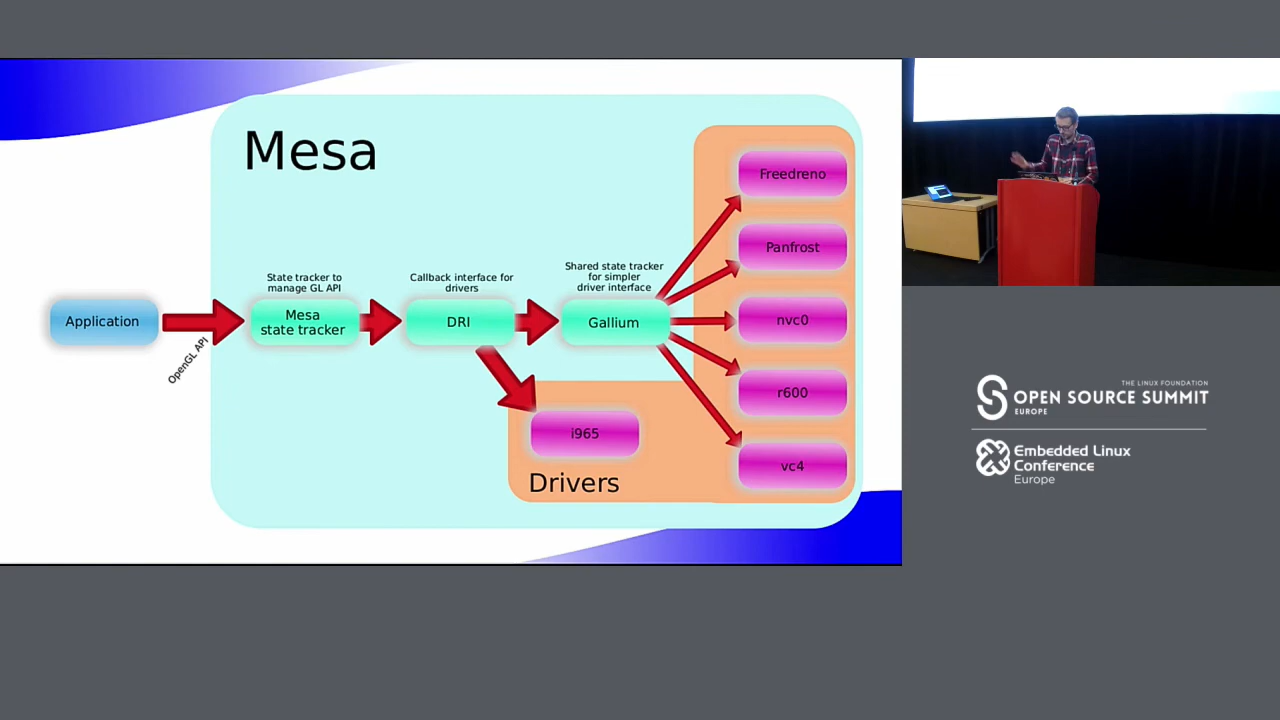 Mesa
Application
OpenGL API
State tracker to
manage GL API
Mesa
state tracker
Callback interface for
drivers
DRI
Shared state tracker
for simpler
driver interface
Gallium
Freedreno
Panfrost
nvc0
r600
vc4
i965
Drivers
THE LINUX FOUNDATION
OPEN SOURCE SUMMIT
EUROPE
Embedded Linux
Conference
Europe